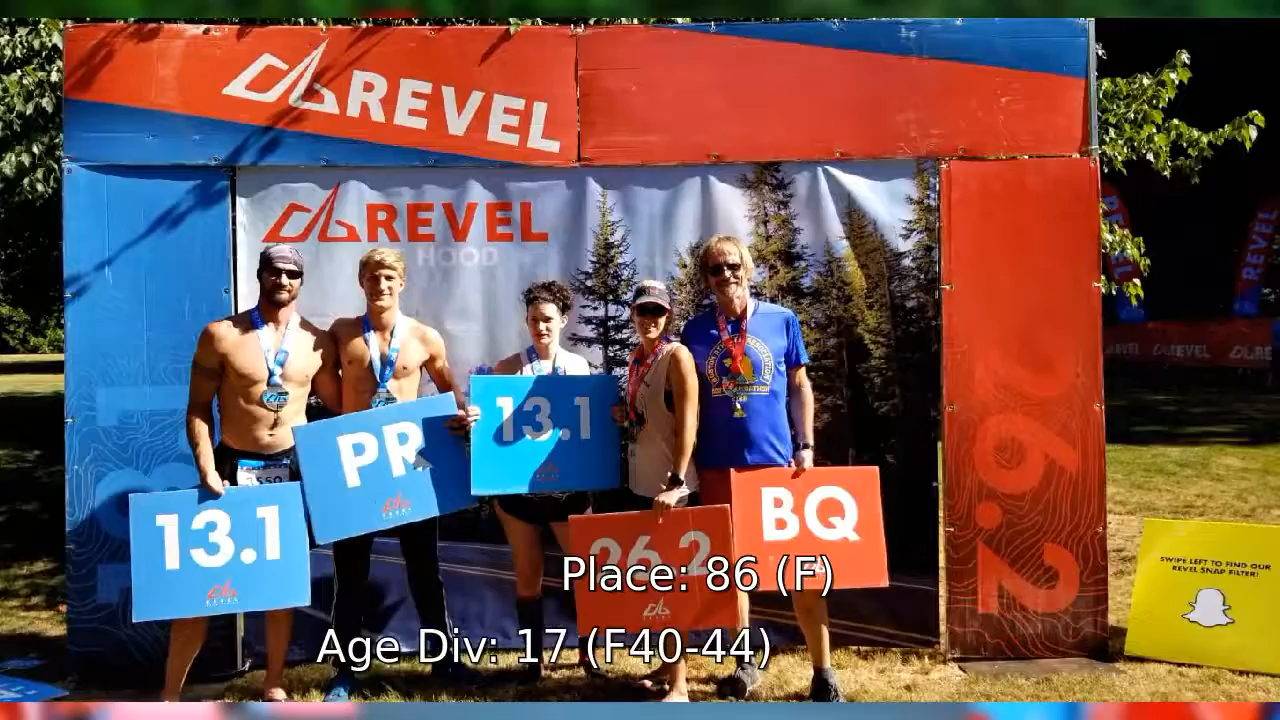 REVEL
REVEL
HOOD
13.1
PR
13.1
26.2
BQ
26.2
REVEL
REVEL
REVEL
SWIPE LEFT TO FIND OUR
REVEL SNAP FILTER!
Place: 86 (F)
Age Div: 17 (F40-44)